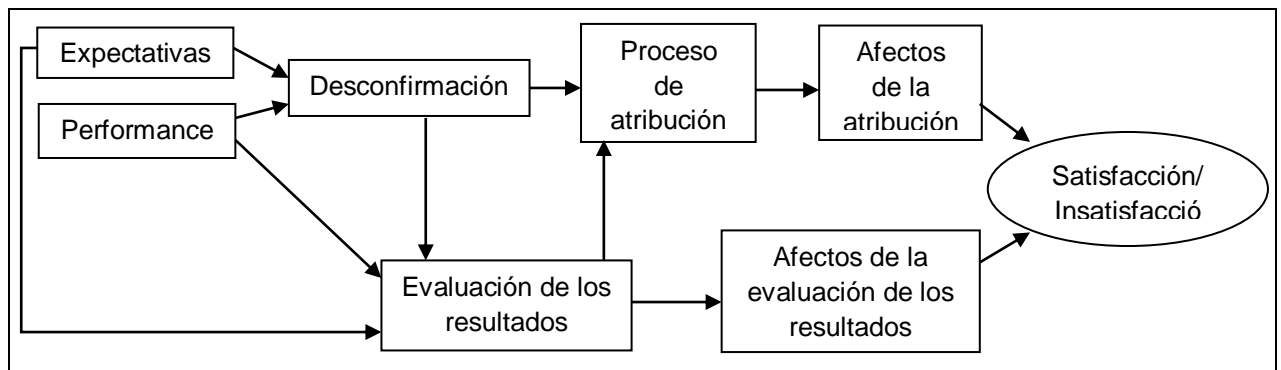 Expectativas
Performance
Desconfirmación
Proceso
de
atribución
Afectos
de la
atribución
Satisfacción/
Insatisfacció
Evaluación de los
resultados
Afectos de la
evaluación de los
resultados